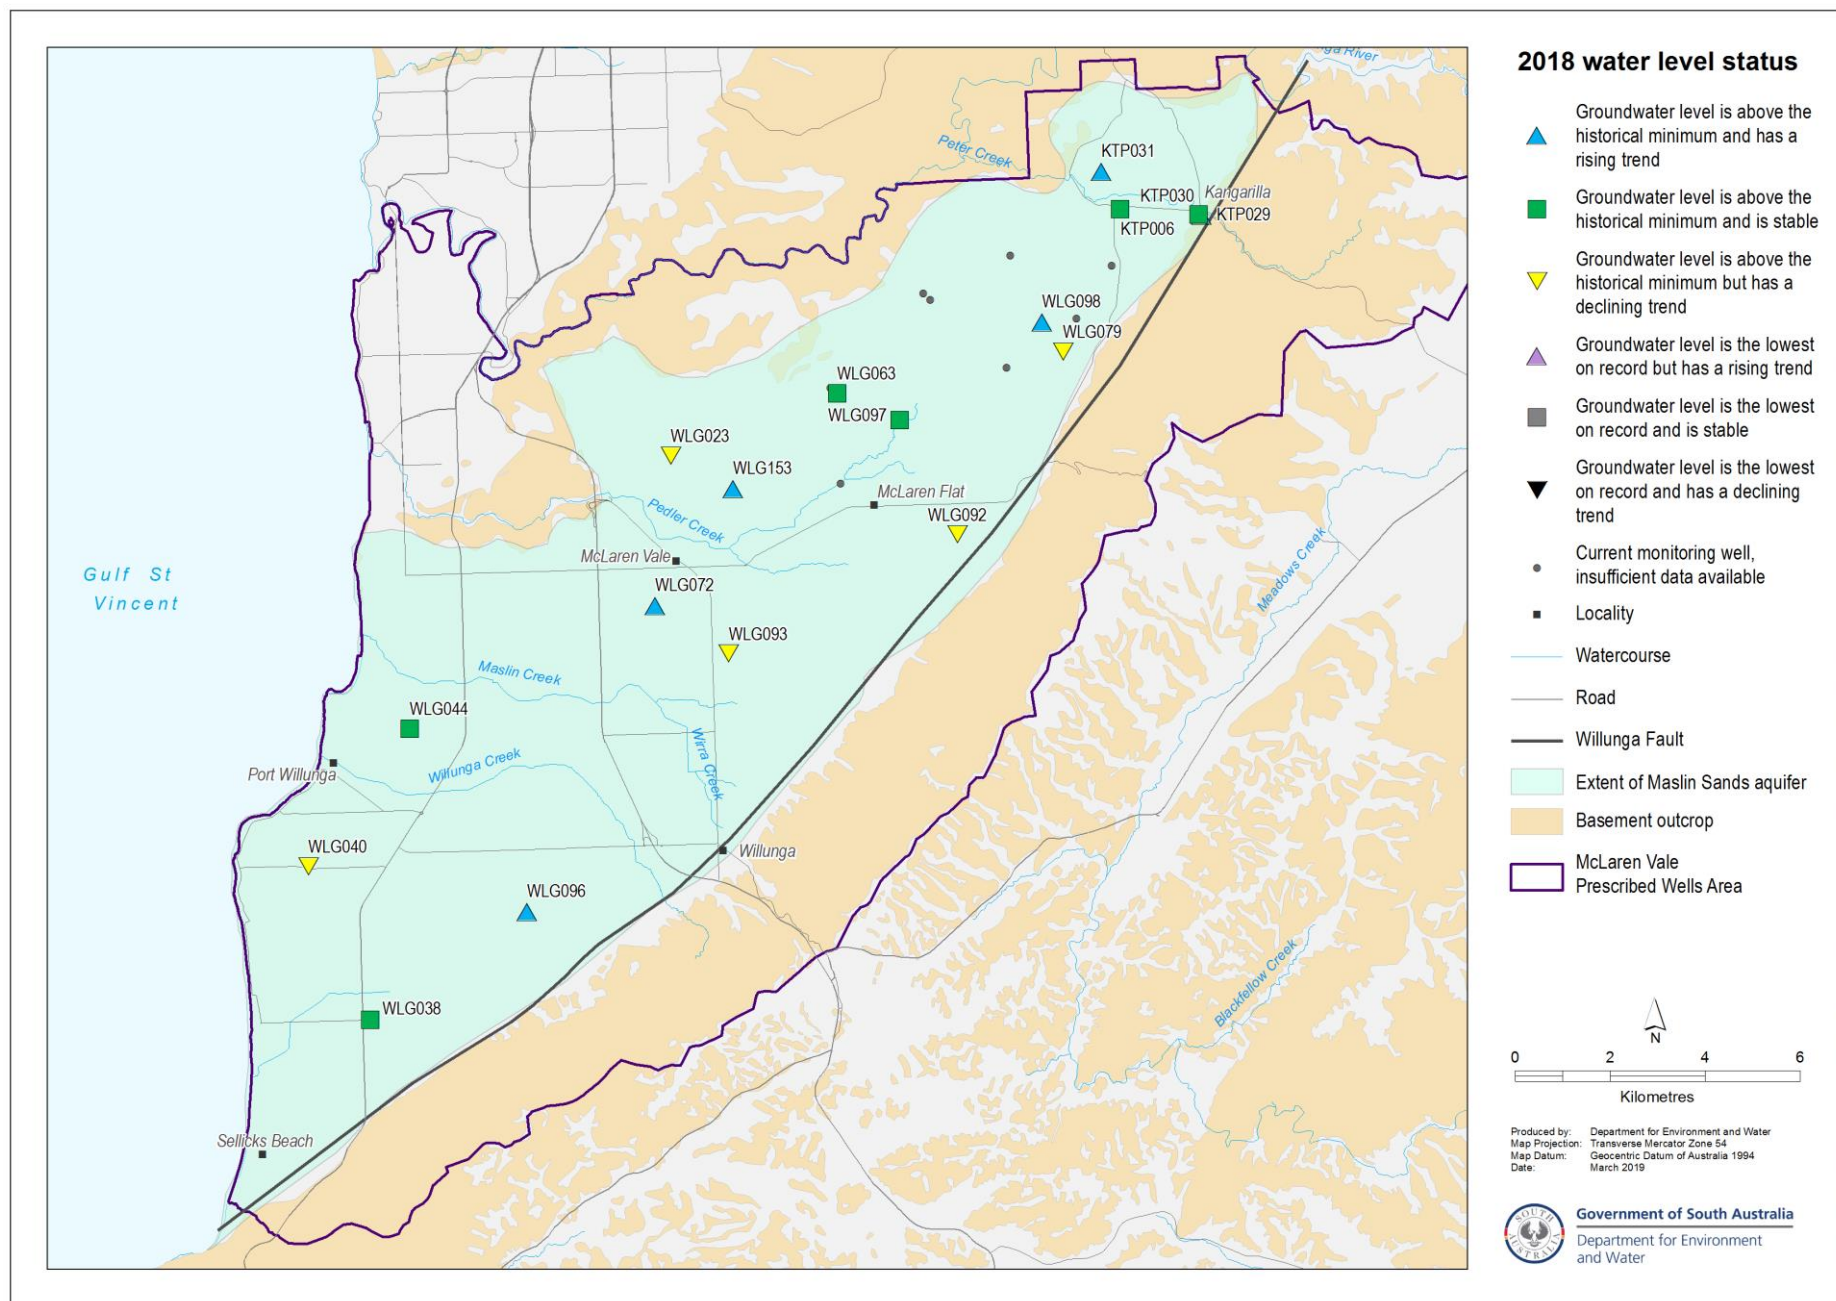 nga River
Peter Creek
KTP031
KTP030
Kangarilla
KTP029
KTP006
WLG098
WLG079
WLG063
WLG097
WLG023
WLG153
McLaren Flat
Pedler Creek
WLG092
McLaren Vale
WLG072
Meadows Creek
Gulf St
Vincent
WLG093
Maslin Creek
WLG044
Wirra Creek
Port Willunga
Willunga Creek
WLG040
Willunga
WLG096
Blackfellow Creek
WLG038
Sellicks Beach
2018 water level status
Groundwater level is above the
historical minimum and has a
rising trend
Groundwater level is above the
historical minimum and is stable
Groundwater level is above the
historical minimum but has a
declining trend
Groundwater level is the lowest
on record but has a rising trend
Groundwater level is the lowest
on record and is stable
Groundwater level is the lowest
on record and has a declining
trend
Current monitoring well,
insufficient data available
Locality
Watercourse
Road
Willunga Fault
Extent of Maslin Sands aquifer
Basement outcrop
McLaren Vale
Prescribed Wells Area
N
0 2 4 6
Kilometres
Produced by: Department for Environment and Water
Map Projection: Transverse Mercator Zone 54
Map Datum: Geocentric Datum of Australia 1994
Date: March 2019
SOUTH AUSTRALIA
Government of South Australia
Department for Environment
and Water